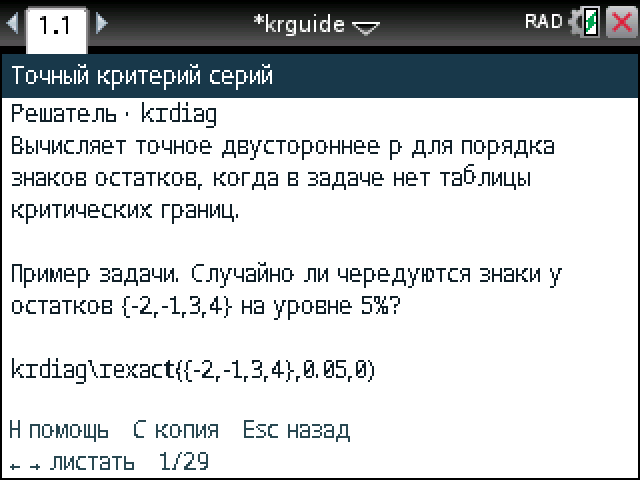 1.1 *krguide RAD
Точный критерий серий
Решатель · krdiag
Вычисляет точное двустороннее p для порядка
знаков остатков, когда в задаче нет таблицы
критических границ.
Пример задачи. Случайно ли чередуются знаки у
остатков {-2,-1,3,4} на уровне 5%?
krdiag\rexact({-2,-1,3,4},0.05,0)
H помощь C копия Esc назад
← → листать 1/29